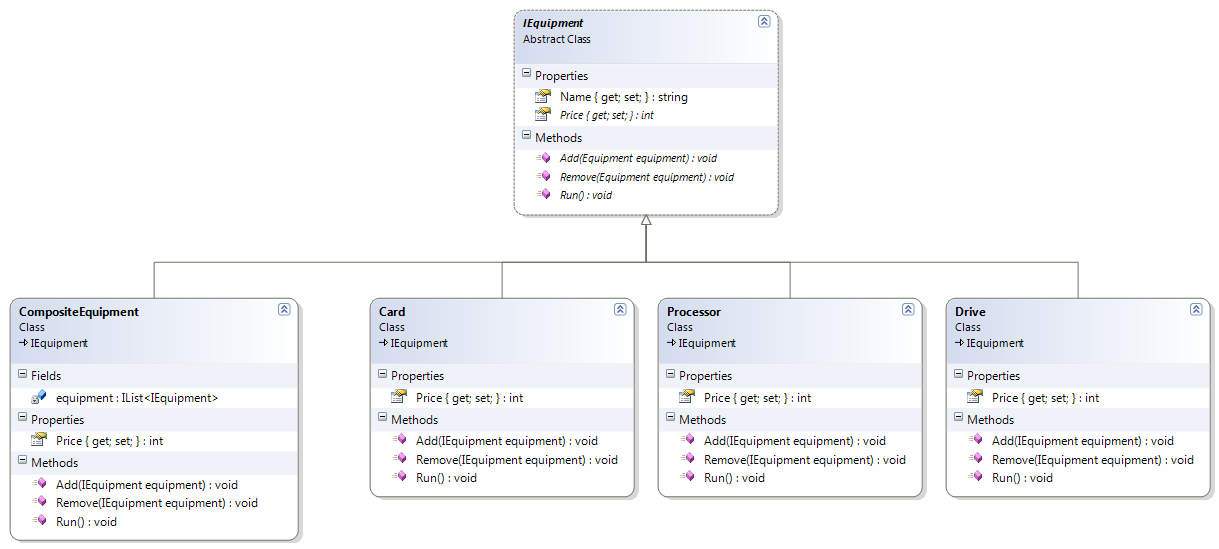 IEquipment
Abstract Class
Properties
Name { get; set; } : string
Price { get; set; } : int
Methods
Add(Equipment equipment) : void
Remove(Equipment equipment) : void
Run() : void
CompositeEquipment
Class
IEquipment
Fields
equipment : IList<IEquipment>
Properties
Price { get; set; } : int
Methods
Add(IEquipment equipment) : void
Remove(IEquipment equipment) : void
Run() : void
Card
Class
IEquipment
Properties
Price { get; set; } : int
Methods
Add(IEquipment equipment) : void
Remove(IEquipment equipment) : void
Run() : void
Processor
Class
IEquipment
Properties
Price { get; set; } : int
Methods
Add(IEquipment equipment) : void
Remove(IEquipment equipment) : void
Run() : void
Drive
Class
IEquipment
Properties
Price { get; set; } : int
Methods
Add(IEquipment equipment) : void
Remove(IEquipment equipment) : void
Run() : void